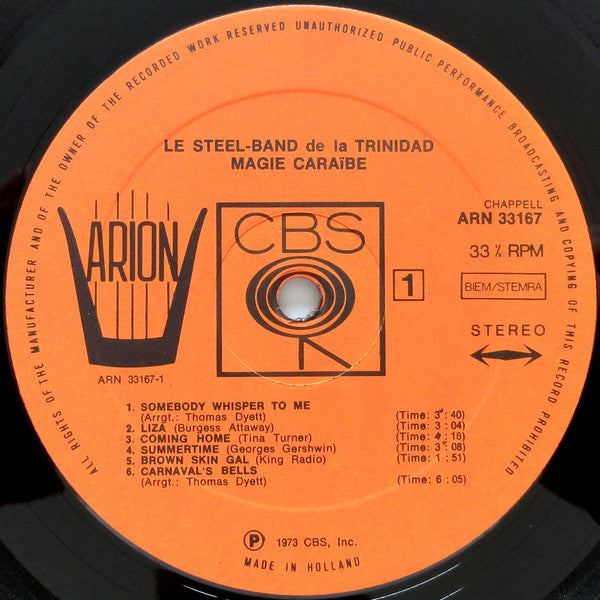 ALL RIGHTS OF THE MANUFACTURER AND OF THE OWNER OF THE RECORDED WORK RESERVED UNAUTHORIZED PUBLIC PERFORMANCE BROADCASTING AND COPYING OF THIS RECORD PROHIBITED
LE STEEL-BAND de la TRINIDAD
MAGIE CARAïBE
CHAPPELL
ARN 33167
ARION
CBS
1
33 ⅓ RPM
BIEM/STEMRA
STEREO
ARN 33167-1
1. SOMEBODY WHISPER TO ME
(Arrgt.: Thomas Dyett) (Time: 3 : 40)
2. LIZA (Burgess Attaway) (Time: 3 : 04)
3. COMING HOME (Tina Turner) (Time: 4 : 18)
4. SUMMERTIME (Georges Gershwin) (Time: 3 : 08)
5. BROWN SKIN GAL (King Radio) (Time: 1 : 51)
6. CARNAVAL'S BELLS
(Arrgt.: Thomas Dyett) (Time: 6 : 05)
Ⓟ 1973 CBS, Inc.
MADE IN HOLLAND